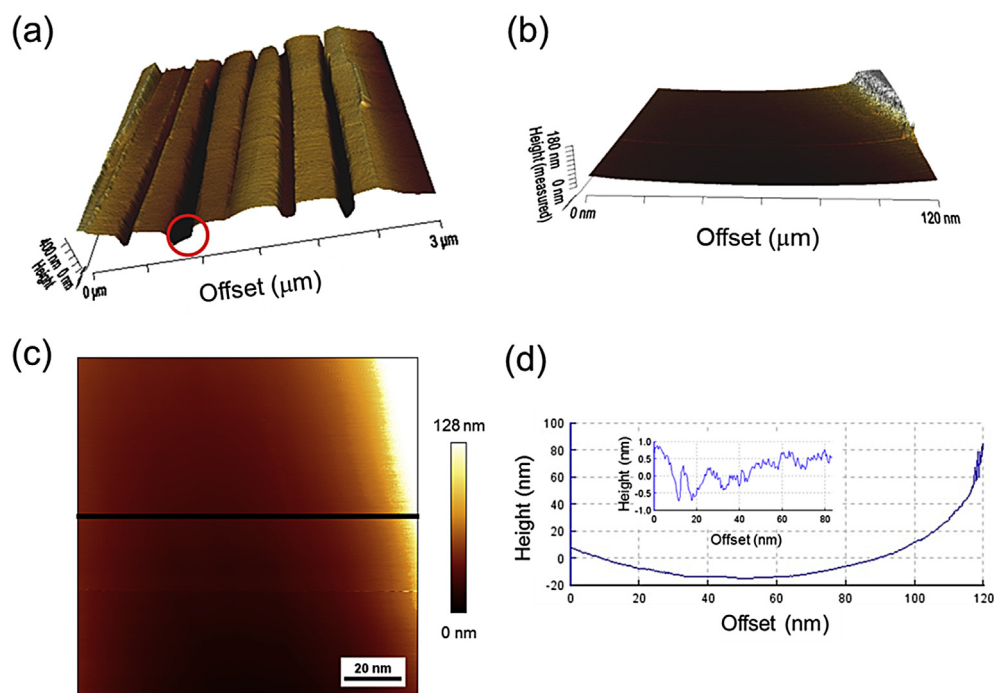 (a)
400 nm
0 nm
Height
0 µm
3 µm
Offset (µm)
(b)
180 nm
0 nm
Height (measured)
0 nm
120 nm
Offset (µm)
(c)
128 nm
0 nm
20 nm
(d)
Height (nm)
100
80
60
40
20
0
-20
0
20
40
60
80
100
120
Offset (nm)
Height (nm)
1.0
0.5
0.0
-0.5
-1.0
0
20
40
60
80
Offset (nm)